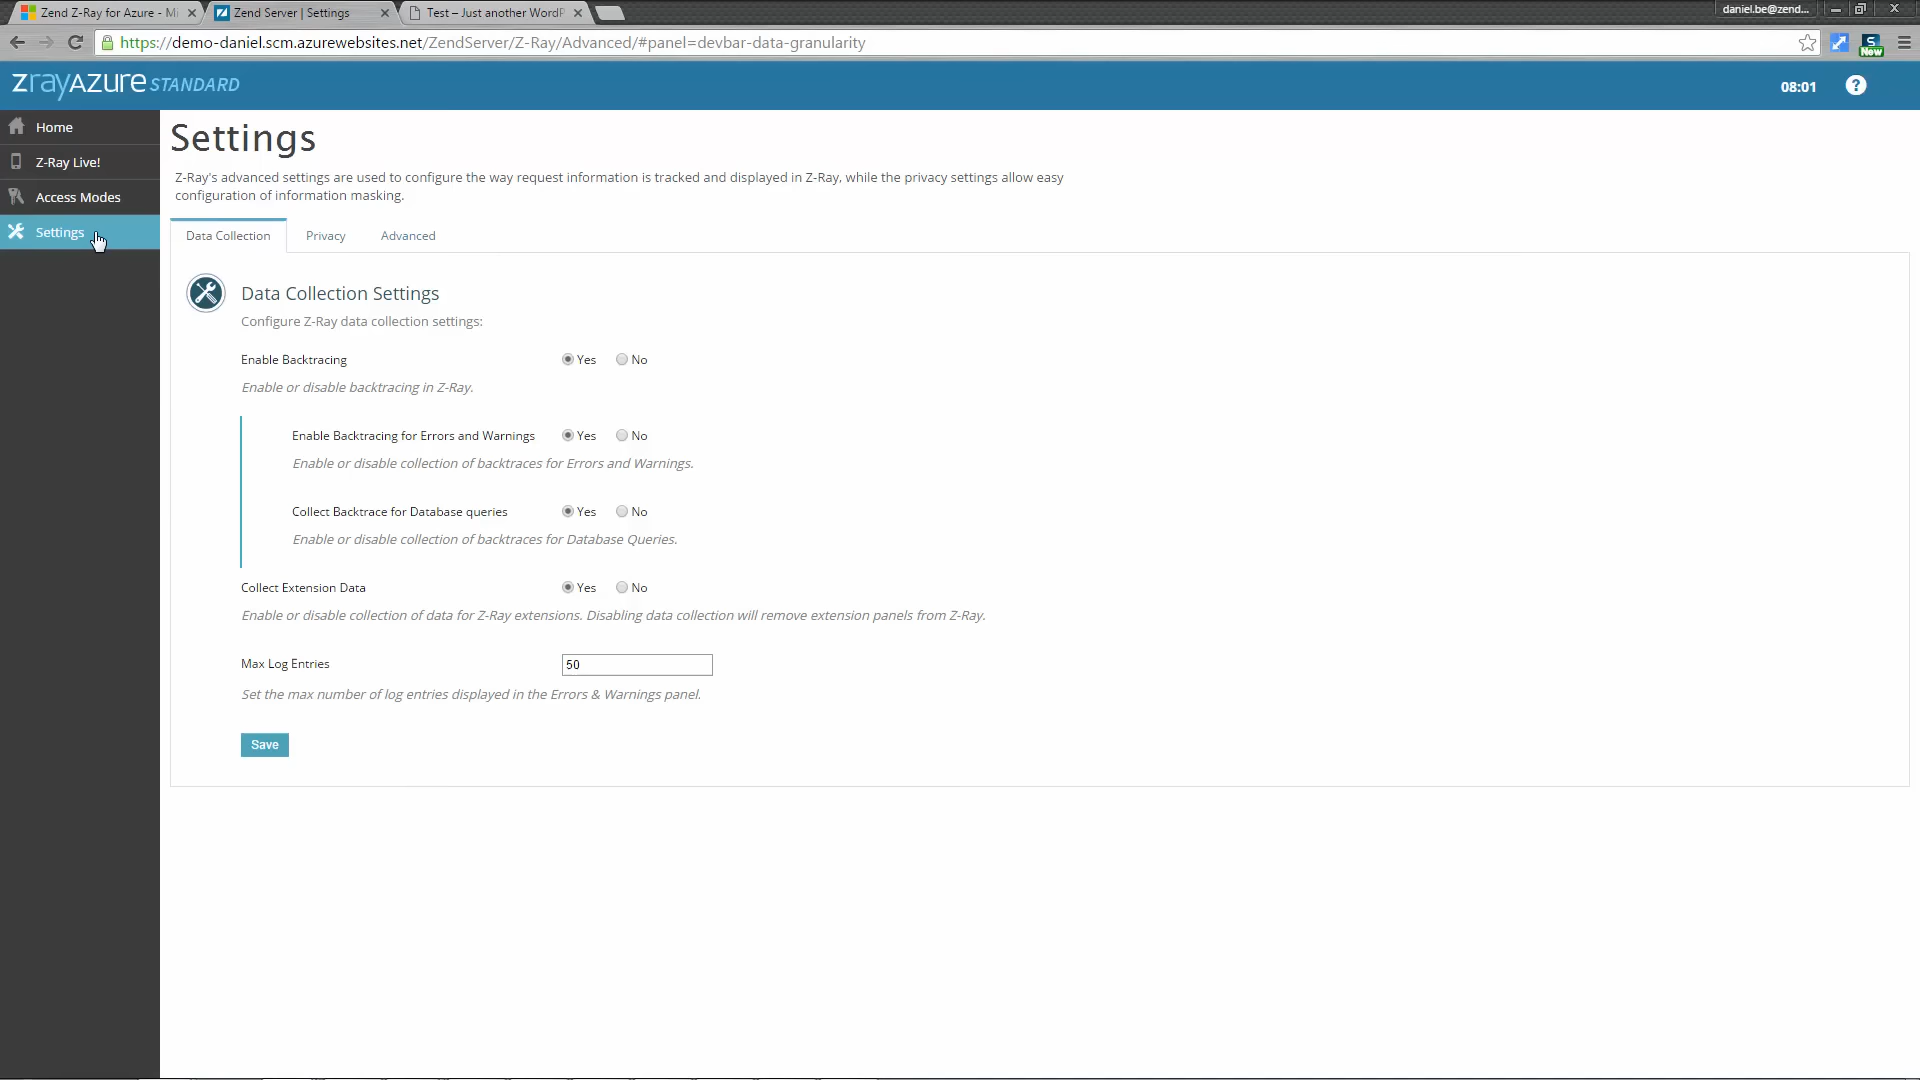 Zend Z-Ray for Azure - Mi
Zend Server | Settings
Test – Just another WordP
daniel.be@zend...
https://demo-daniel.scm.azurewebsites.net/ZendServer/Z-Ray/Advanced/#panel=devbar-data-granularity
S
New
zrayAzure STANDARD
08:01
?
Home
Z-Ray Live!
Access Modes
Settings
Settings
Z-Ray's advanced settings are used to configure the way request information is tracked and displayed in Z-Ray, while the privacy settings allow easy
configuration of information masking.
Data Collection
Privacy
Advanced
Data Collection Settings
Configure Z-Ray data collection settings:
Enable Backtracing Yes No
Enable or disable backtracing in Z-Ray.
Enable Backtracing for Errors and Warnings Yes No
Enable or disable collection of backtraces for Errors and Warnings.
Collect Backtrace for Database queries Yes No
Enable or disable collection of backtraces for Database Queries.
Collect Extension Data Yes No
Enable or disable collection of data for Z-Ray extensions. Disabling data collection will remove extension panels from Z-Ray.
Max Log Entries 50
Set the max number of log entries displayed in the Errors & Warnings panel.
Save